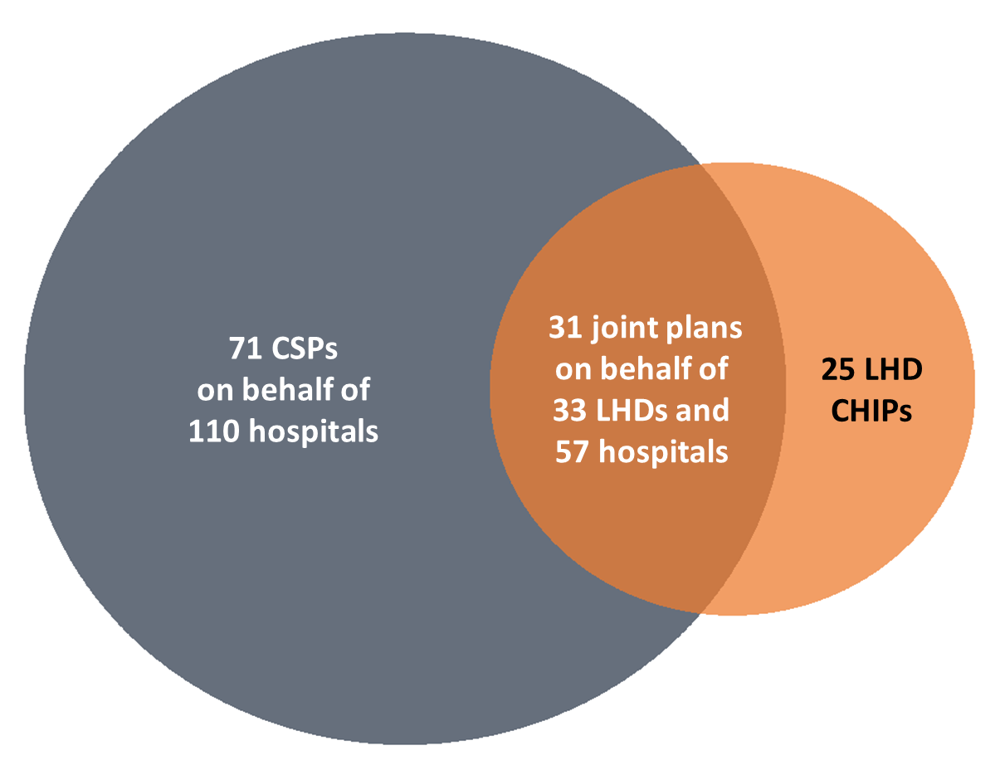 71 CSPs
on behalf of
110 hospitals
31 joint plans
on behalf of
33 LHDs and
57 hospitals
25 LHD
CHIPs